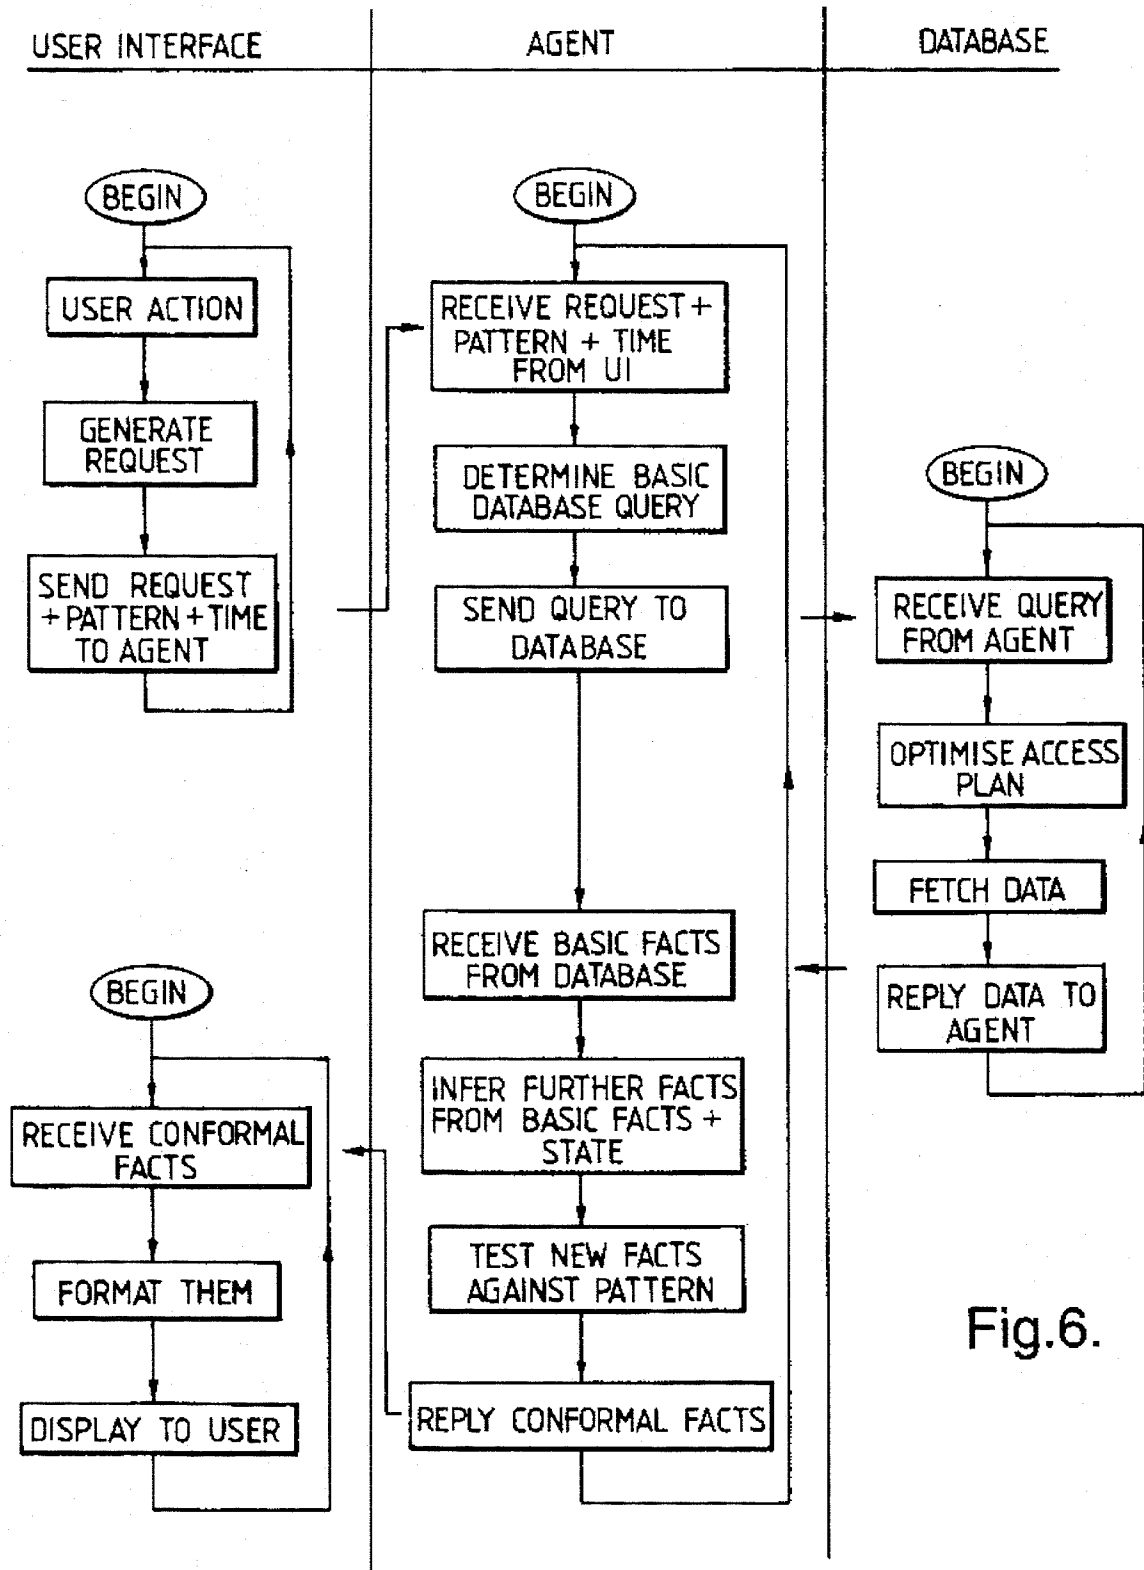 USER INTERFACE
AGENT
DATABASE
BEGIN
USER ACTION
GENERATE
REQUEST
SEND REQUEST
+PATTERN+TIME
TO AGENT
BEGIN
RECEIVE CONFORMAL
FACTS
FORMAT THEM
DISPLAY TO USER
BEGIN
RECEIVE REQUEST+
PATTERN + TIME
FROM UI
DETERMINE BASIC
DATABASE QUERY
SEND QUERY TO
DATABASE
RECEIVE BASIC FACTS
FROM DATABASE
INFER FURTHER FACTS
FROM BASIC FACTS +
STATE
TEST NEW FACTS
AGAINST PATTERN
REPLY CONFORMAL FACTS
BEGIN
RECEIVE QUERY
FROM AGENT
OPTIMISE ACCESS
PLAN
FETCH DATA
REPLY DATA TO
AGENT
Fig.6.